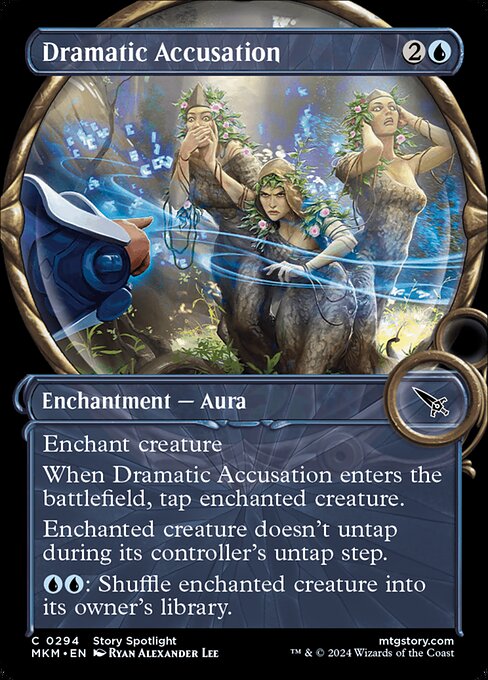 Dramatic Accusation 2
Enchantment — Aura
Enchant creature
When Dramatic Accusation enters the
battlefield, tap enchanted creature.
Enchanted creature doesn't untap
during its controller's untap step.
: Shuffle enchanted creature into
its owner's library.
C 0294 Story Spotlight mtgstory.com
MKM • EN Ryan Alexander Lee ™ & © 2024 Wizards of the Coast